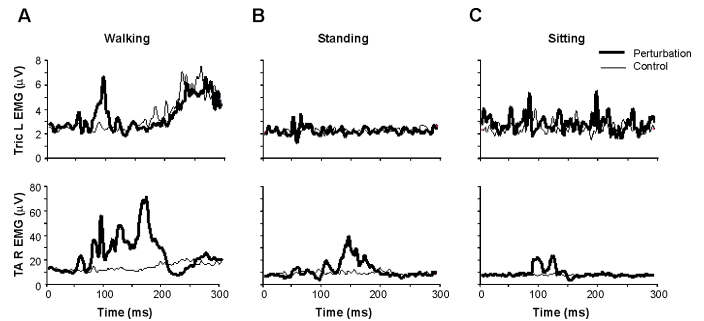 A
B
C
Walking
Standing
Sitting
Perturbation
Control
Tric L EMG (μV)
8
6
4
2
0
TA R EMG (μV)
80
60
40
20
0
0 100 200 300
0 100 200 300
0 100 200 300
Time (ms)
Time (ms)
Time (ms)